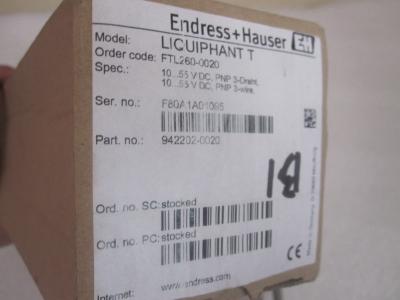 Endress+Hauser EH
Model: LIQUIPHANT T
Order code: FTL260-0020
Spec.: 10...55 V DC, PNP 3-Draht,
10...55 V DC, PNP 3-wire,
Ser. no.: F80A1A01095
Part. no.: 942202-0020
Ord. no. SC: stocked
Ord. no. PC: stocked
Internet: www.endress.com
CE